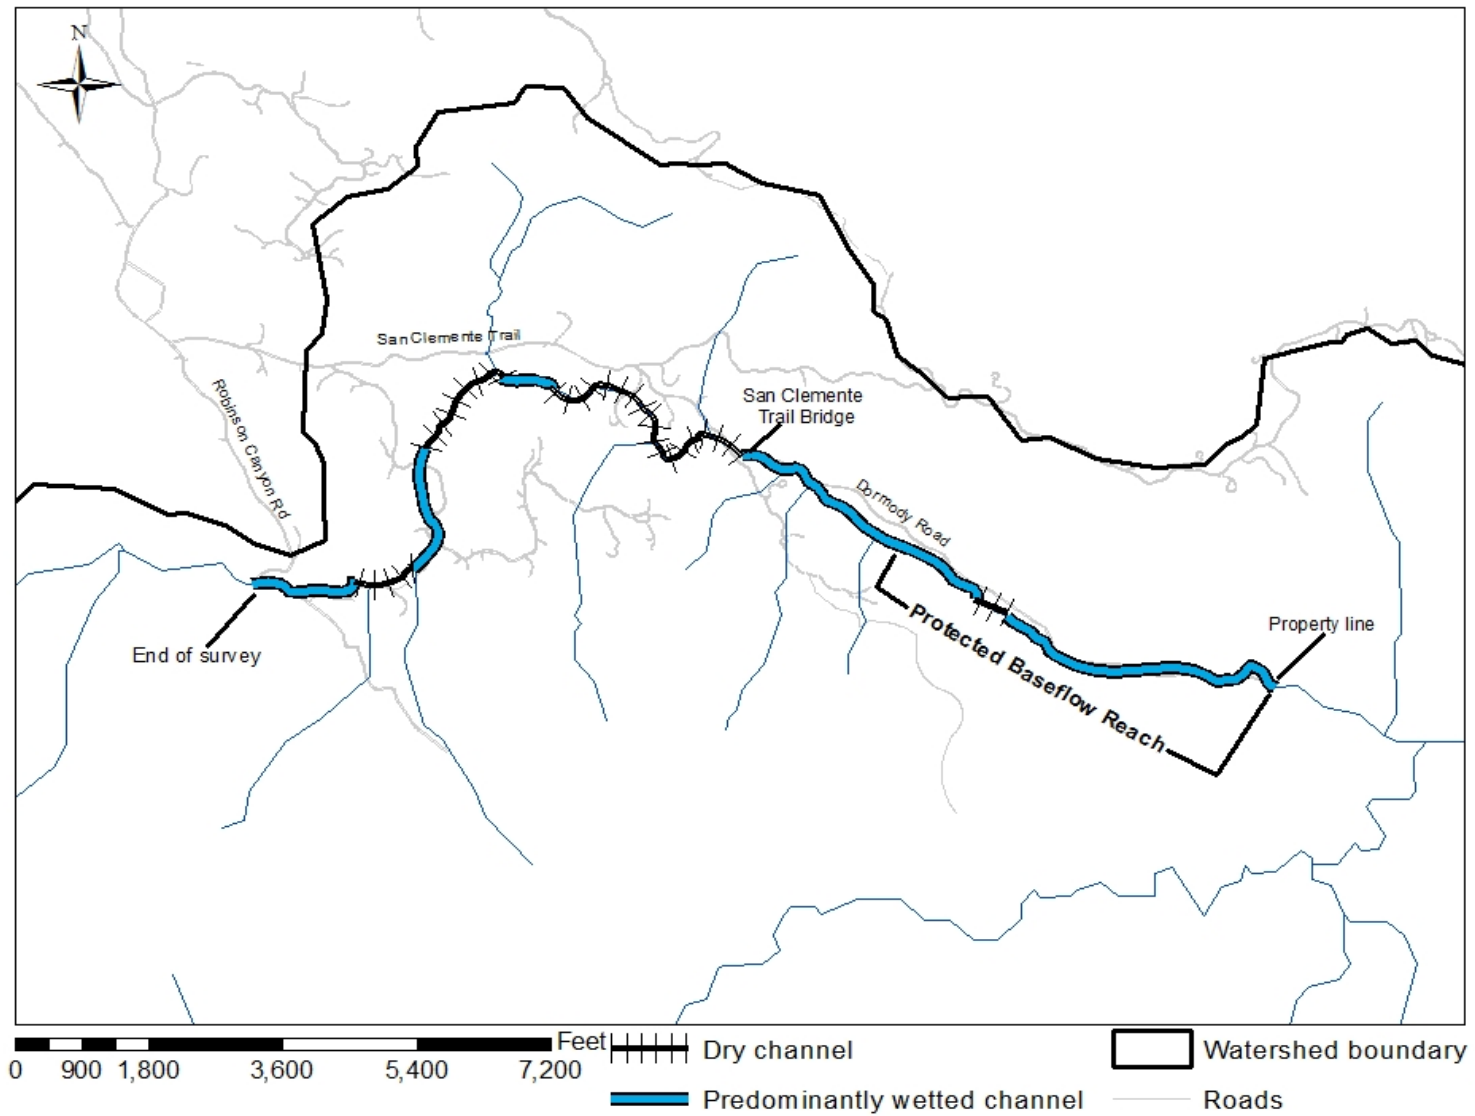 N
San Clemente Trail
Robinson Canyon Rd
San Clemente
Trail Bridge
Dormody Road
Protected Baseflow Reach
Property line
End of survey
Feet
0 900 1,800 3,600 5,400 7,200
Dry channel
Predominantly wetted channel
Watershed boundary
Roads